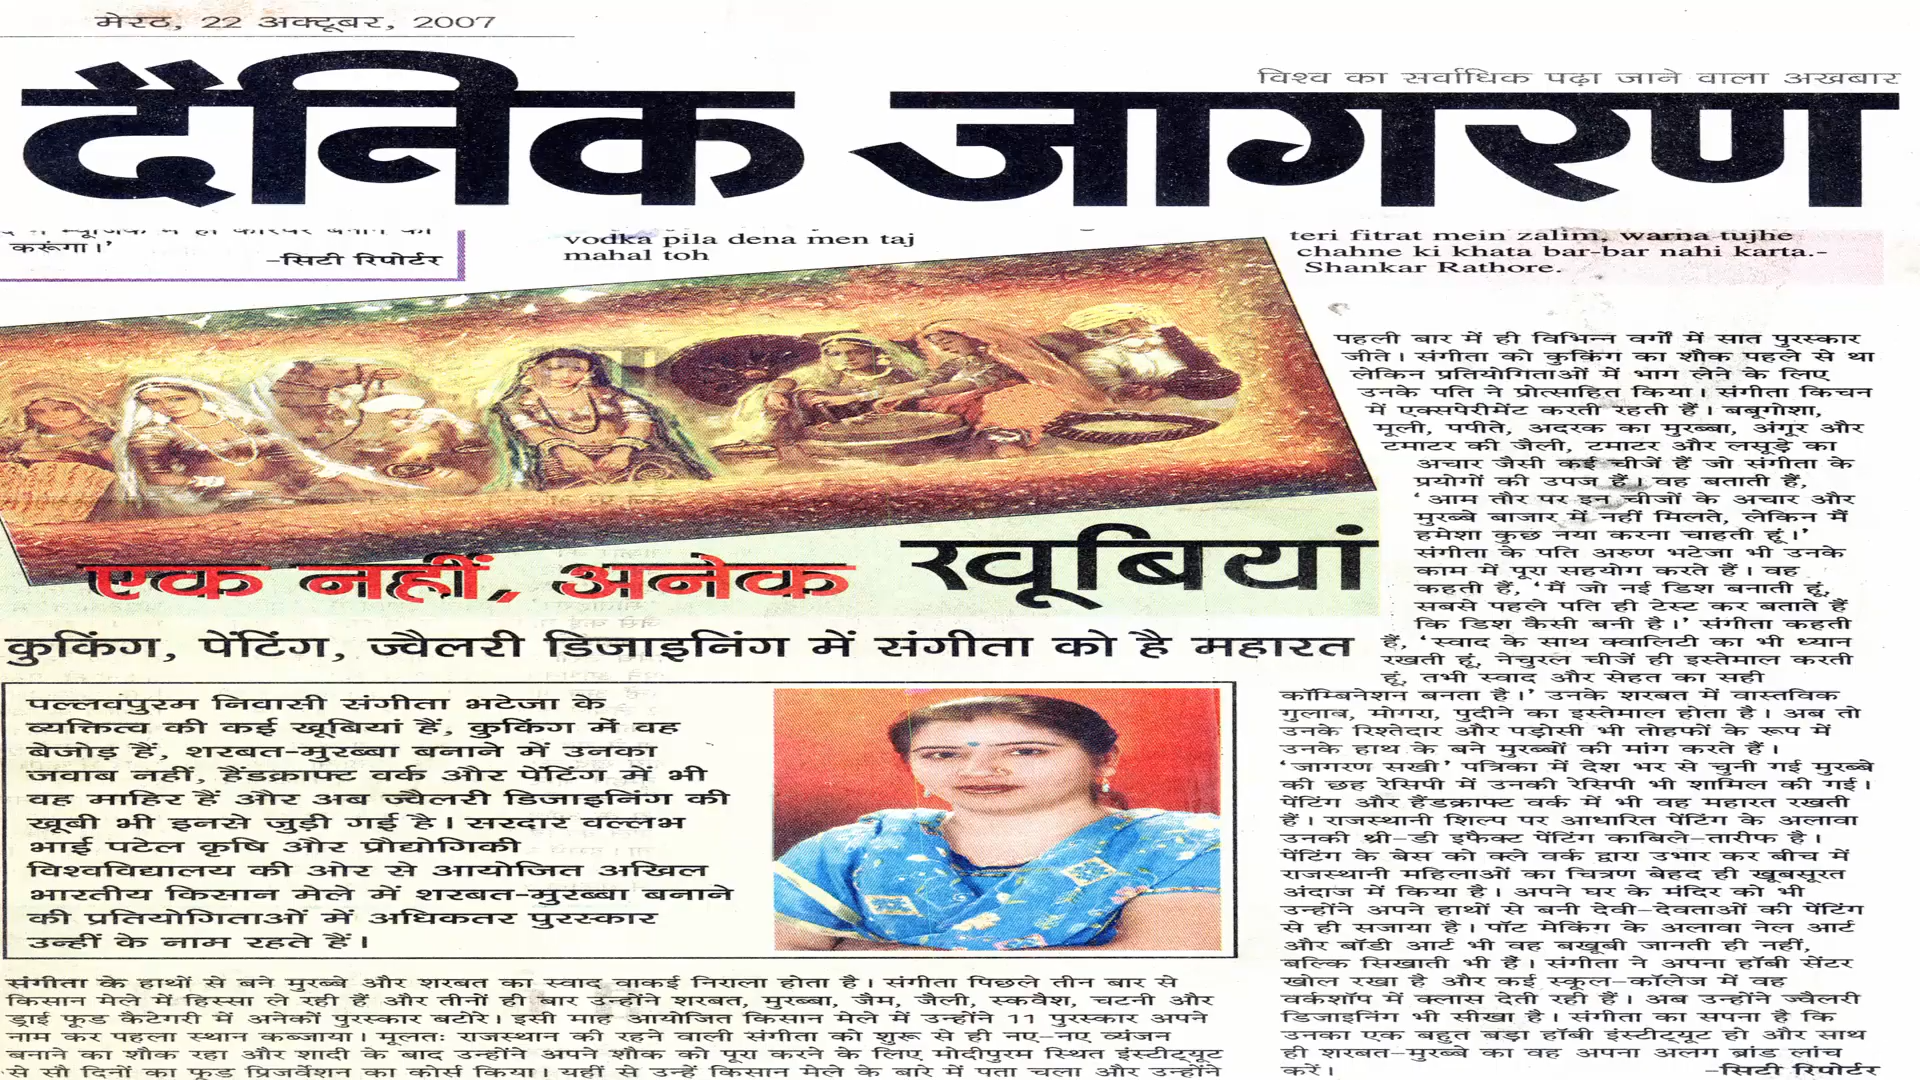 मेरठ, 22 अक्टूबर, 2007
विश्व का सर्वाधिक पढ़ा जाने वाला अखबार
दैनिक जागरण
करूंगा।'
-सिटी रिपोर्टर
vodka pila dena men taj
mahal toh
teri fitrat mein zalim, warna tujhe
chahne ki khata bar-bar nahi karta.-
Shankar Rathore.
एक नहीं, अनेक खूबियां
कुकिंग, पेंटिंग, ज्वैलरी डिजाइनिंग में संगीता को है महारत
पल्लवपुरम निवासी संगीता भटेजा के
व्यक्तित्व की कई खूबियां हैं, कुकिंग में वह
बेजोड़ हैं, शरबत-मुरब्बा बनाने में उनका
जवाब नहीं, हैंडक्राफ्ट वर्क और पेंटिंग में भी
वह माहिर हैं और अब ज्वैलरी डिजाइनिंग की
खूबी भी इनसे जुड़ी गई है। सरदार वल्लभ
भाई पटेल कृषि और प्रौद्योगिकी
विश्वविद्यालय की ओर से आयोजित अखिल
भारतीय किसान मेले में शरबत-मुरब्बा बनाने
की प्रतियोगिताओं में अधिकतर पुरस्कार
उन्हीं के नाम रहते हैं।
संगीता के हाथों से बने मुरब्बे और शरबत का स्वाद वाकई निराला होता है। संगीता पिछले तीन बार से
किसान मेले में हिस्सा ले रही हैं और तीनों ही बार उन्होंने शरबत, मुरब्बा, जैम, जैली, स्कवैश, चटनी और
ड्राई फूड कैटेगरी में अनेकों पुरस्कार बटोरे। इसी माह आयोजित किसान मेले में उन्होंने 11 पुरस्कार अपने
नाम कर पहला स्थान कब्जाया। मूलतः राजस्थान की रहने वाली संगीता को शुरू से ही नए-नए व्यंजन
बनाने का शौक रहा और शादी के बाद उन्होंने अपने शौक को पूरा करने के लिए मोदीपुरम स्थित इंस्टीट्यूट
से सौ दिनों का फूड प्रिजर्वेशन का कोर्स किया। यहीं से उन्हें किसान मेले के बारे में पता चला और उन्होंने
पहली बार में ही विभिन्न वर्गों में सात पुरस्कार
जीते। संगीता को कुकिंग का शौक पहले से था
लेकिन प्रतियोगिताओं में भाग लेने के लिए
उनके पति ने प्रोत्साहित किया। संगीता किचन
में एक्सपेरीमेंट करती रहती हैं। बबूगोशा,
मूली, पपीते, अदरक का मुरब्बा, अंगूर और
टमाटर की जैली, टमाटर और लसूड़े का
अचार जैसी कई चीजें हैं जो संगीता के
प्रयोगों की उपज हैं। वह बताती हैं,
'आम तौर पर इन चीजों के अचार और
मुरब्बे बाजार में नहीं मिलते, लेकिन मैं
हमेशा कुछ नया करना चाहती हूं।'
संगीता के पति अरुण भटेजा भी उनके
काम में पूरा सहयोग करते हैं। वह
कहती हैं, 'मैं जो नई डिश बनाती हूं,
सबसे पहले पति ही टेस्ट कर बताते हैं
कि डिश कैसी बनी है।' संगीता कहती
हैं, 'स्वाद के साथ क्वालिटी का भी ध्यान
रखती हूं, नेचुरल चीजें ही इस्तेमाल करती
हूं, तभी स्वाद और सेहत का सही
कॉम्बिनेशन बनता है।' उनके शरबत में वास्तविक
गुलाब, मोगरा, पुदीने का इस्तेमाल होता है। अब तो
उनके रिश्तेदार और पड़ोसी भी तोहफों के रूप में
उनके हाथ के बने मुरब्बों की मांग करते हैं।
'जागरण सखी' पत्रिका में देश भर से चुनी गई मुरब्बे
की छह रेसिपी में उनकी रेसिपी भी शामिल की गई।
पेंटिंग और हैंडक्राफ्ट वर्क में भी वह महारत रखती
हैं। राजस्थानी शिल्प पर आधारित पेंटिंग के अलावा
उनकी थ्री-डी इफैक्ट पेंटिंग काबिले-तारीफ है।
पेंटिंग के बेस को क्ले वर्क द्वारा उभार कर बीच में
राजस्थानी महिलाओं का चित्रण बेहद ही खूबसूरत
अंदाज में किया है। अपने घर के मंदिर को भी
उन्होंने अपने हाथों से बनी देवी-देवताओं की पेंटिंग
से ही सजाया है। पॉट मेकिंग के अलावा नेल आर्ट
और बॉडी आर्ट भी वह बखूबी जानती ही नहीं,
बल्कि सिखाती भी हैं। संगीता ने अपना हॉबी सेंटर
खोल रखा है और कई स्कूल-कॉलेज में वह
वर्कशॉप में क्लास देती रही हैं। अब उन्होंने ज्वैलरी
डिजाइनिंग भी सीखा है। संगीता का सपना है कि
उनका एक बहुत बड़ा हॉबी इंस्टीट्यूट हो और साथ
ही शरबत-मुरब्बे का वह अपना अलग ब्रांड लांच
करें।
-सिटी रिपोर्टर